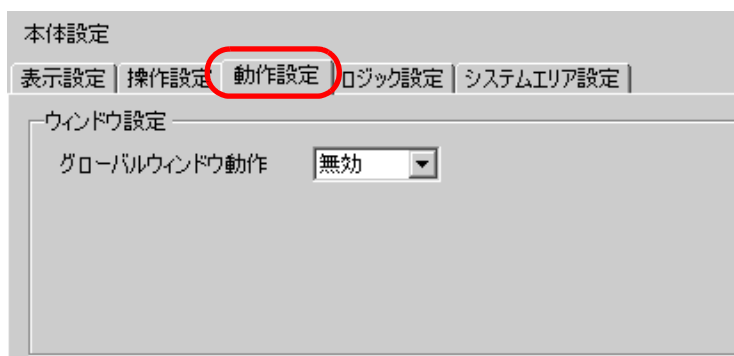 本体設定
表示設定 操作設定 動作設定 ロジック設定 システムエリア設定
ウィンドウ設定
グローバルウィンドウ動作 無効